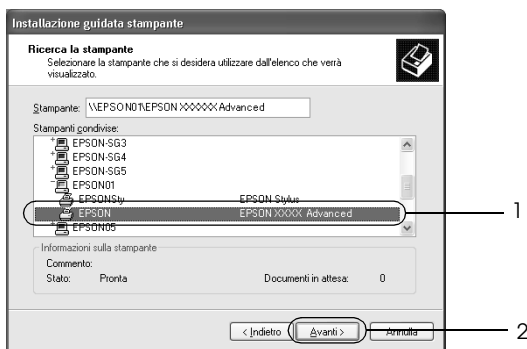 Installazione guidata stampante
Ricerca la stampante
Selezionare la stampante che si desidera utilizzare dall'elenco che verrà
visualizzato.
Stampante: \\EPSON01\EPSON XXXXXX Advanced
Stampanti condivise:
EPSON-SG3
EPSON-SG4
EPSON-SG5
EPSON01
EPSONSty EPSON Stylus
EPSON EPSON XXXX Advanced
1
EPSON05
Informazioni sulla stampante
Commento:
Stato: Pronta Documenti in attesa: 0
< Indietro Avanti > Annulla
2